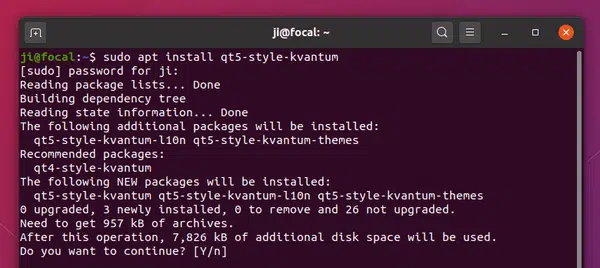 ji@focal: ~
ji@focal:~$ sudo apt install qt5-style-kvantum
[sudo] password for ji:
Reading package lists... Done
Building dependency tree
Reading state information... Done
The following additional packages will be installed:
  qt5-style-kvantum-l10n qt5-style-kvantum-themes
Recommended packages:
  qt4-style-kvantum
The following NEW packages will be installed:
  qt5-style-kvantum qt5-style-kvantum-l10n qt5-style-kvantum-themes
0 upgraded, 3 newly installed, 0 to remove and 26 not upgraded.
Need to get 957 kB of archives.
After this operation, 7,826 kB of additional disk space will be used.
Do you want to continue? [Y/n]